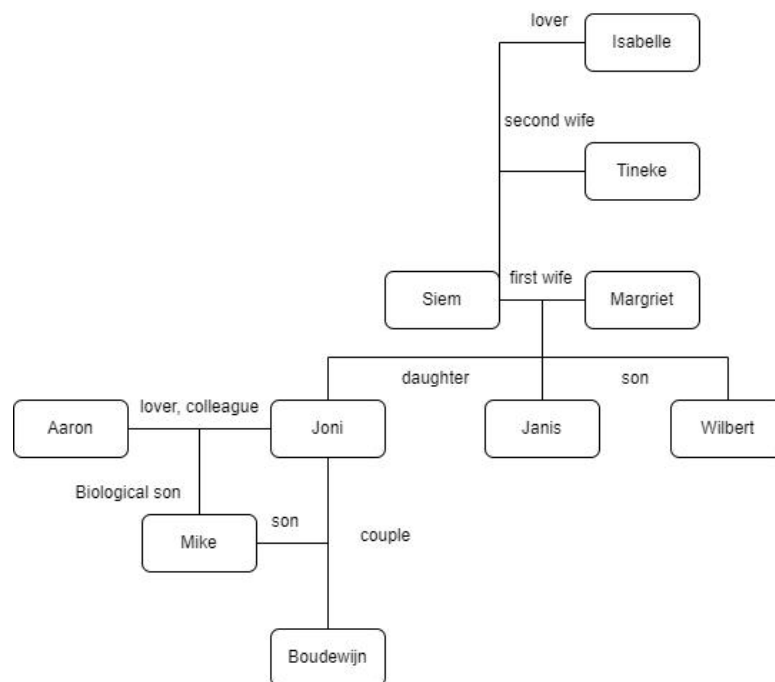 lover
Isabelle
second wife
Tineke
Siem
first wife
Margriet
daughter
son
Aaron
lover, colleague
Joni
Janis
Wilbert
Biological son
Mike
son
couple
Boudewijn